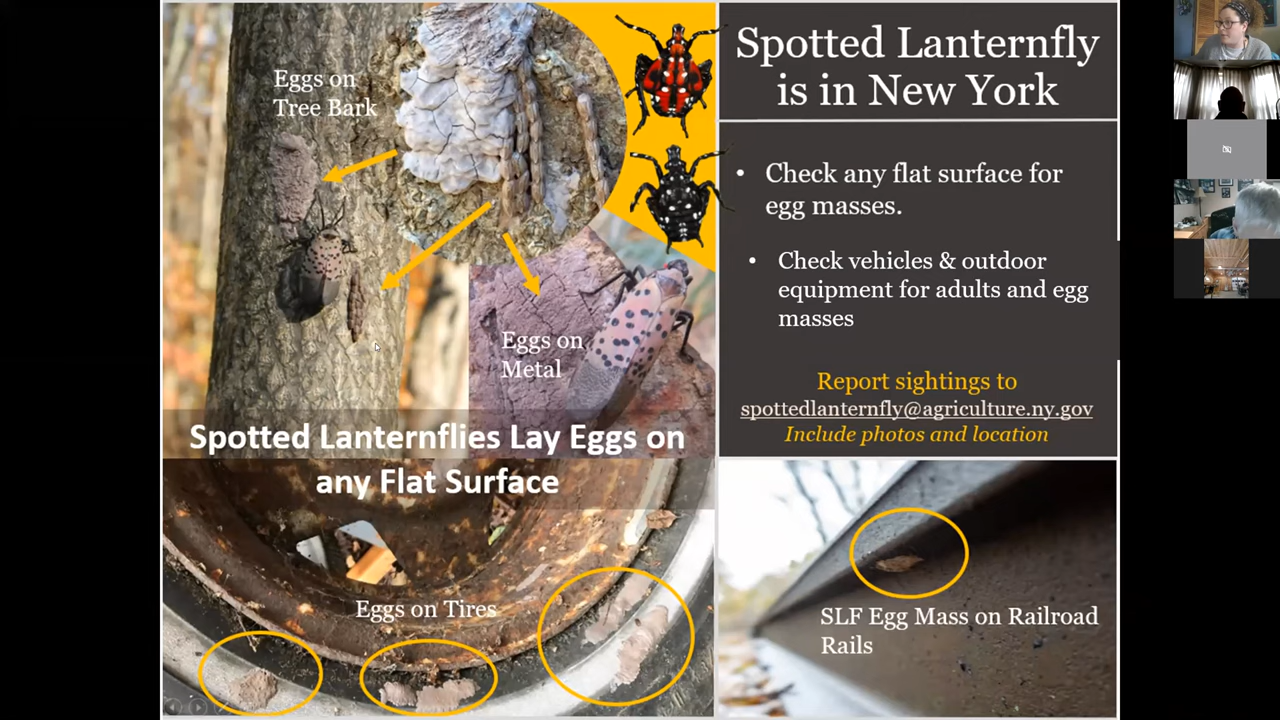 Eggs on
Tree Bark
Eggs on
Metal
Spotted Lanternflies Lay Eggs on
any Flat Surface
Eggs on Tires
Spotted Lanternfly
is in New York
• Check any flat surface for
egg masses.
• Check vehicles & outdoor
equipment for adults and egg
masses
Report sightings to
spottedlanternfly@agriculture.ny.gov
Include photos and location
SLF Egg Mass on Railroad
Rails